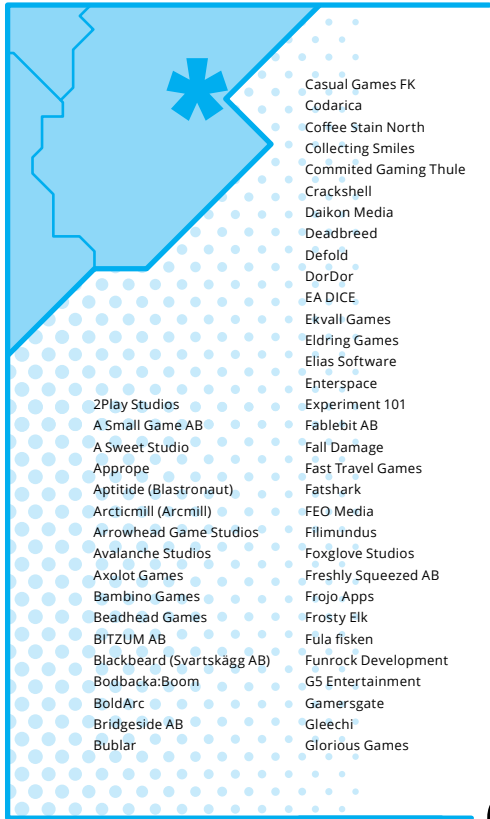 2Play Studios
A Small Game AB
A Sweet Studio
Apprope
Aptitide (Blastronaut)
Arcticmill (Arcmill)
Arrowhead Game Studios
Avalanche Studios
Axolot Games
Bambino Games
Beadhead Games
BITZUM AB
Blackbeard (Svartskägg AB)
Bodbacka:Boom
BoldArc
Bridgeside AB
Bublar
Casual Games FK
Codarica
Coffee Stain North
Collecting Smiles
Commited Gaming Thule
Crackshell
Daikon Media
Deadbreed
Defold
DorDor
EA DICE
Ekvall Games
Eldring Games
Elias Software
Enterspace
Experiment 101
Fablebit AB
Fall Damage
Fast Travel Games
Fatshark
FEO Media
Filimundus
Foxglove Studios
Freshly Squeezed AB
Frojo Apps
Frosty Elk
Fula fisken
Funrock Development
G5 Entertainment
Gamersgate
Gleechi
Glorious Games